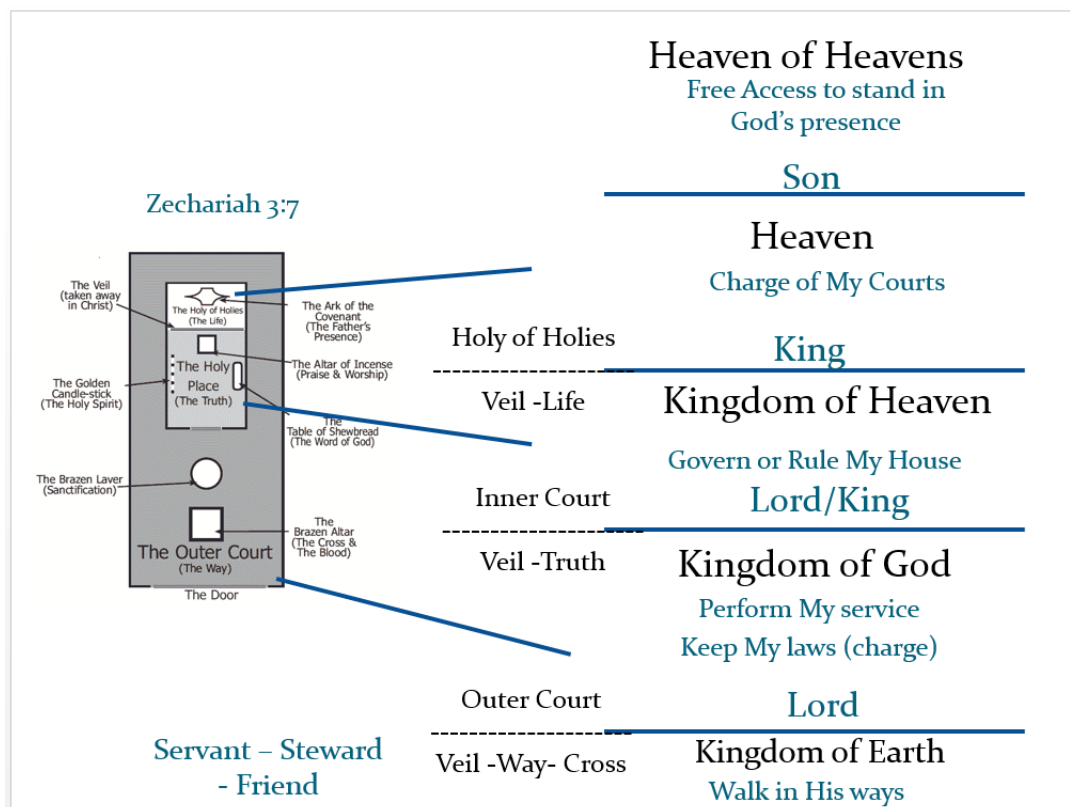 Heaven of Heavens
Free Access to stand in
God's presence
Son
Zechariah 3:7
Heaven
Charge of My Courts
The Veil
(taken away
in Christ)
The Holy of Holies
(The Life)
The Ark of the
Covenant
(The Father's
Presence)
The Altar of Incense
(Praise & Worship)
The Holy
Place
(The Truth)
The Golden
Candle-stick
(The Holy Spirit)
The
Table of Shewbread
(The Word of God)
The Brazen Laver
(Sanctification)
The
Brazen Altar
(The Cross &
The Blood)
The Outer Court
(The Way)
The Door
Holy of Holies
Veil -Life
King
Kingdom of Heaven
Govern or Rule My House
Inner Court
Veil -Truth
Lord/King
Kingdom of God
Perform My service
Keep My laws (charge)
Outer Court
Veil -Way- Cross
Lord
Kingdom of Earth
Walk in His ways
Servant – Steward
- Friend